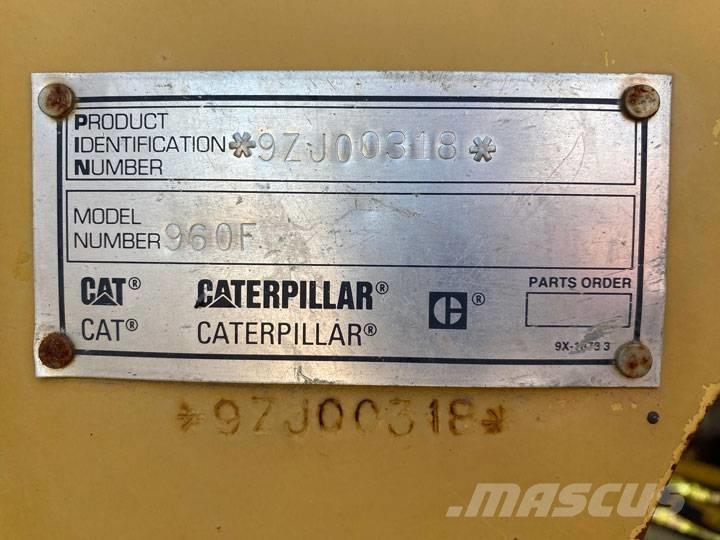 PRODUCT
IDENTIFICATION *9ZJ00318*
NUMBER
MODEL
NUMBER 960F
CAT® CATERPILLAR® C® PARTS ORDER
CAT® CATERPILLAR®
*9ZJ00318*
MASCUS